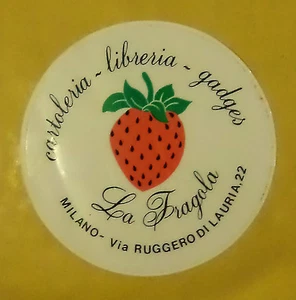 cartoleria - libreria - gadges
La Fragola
MILANO - Via RUGGERO DI LAURIA, 22